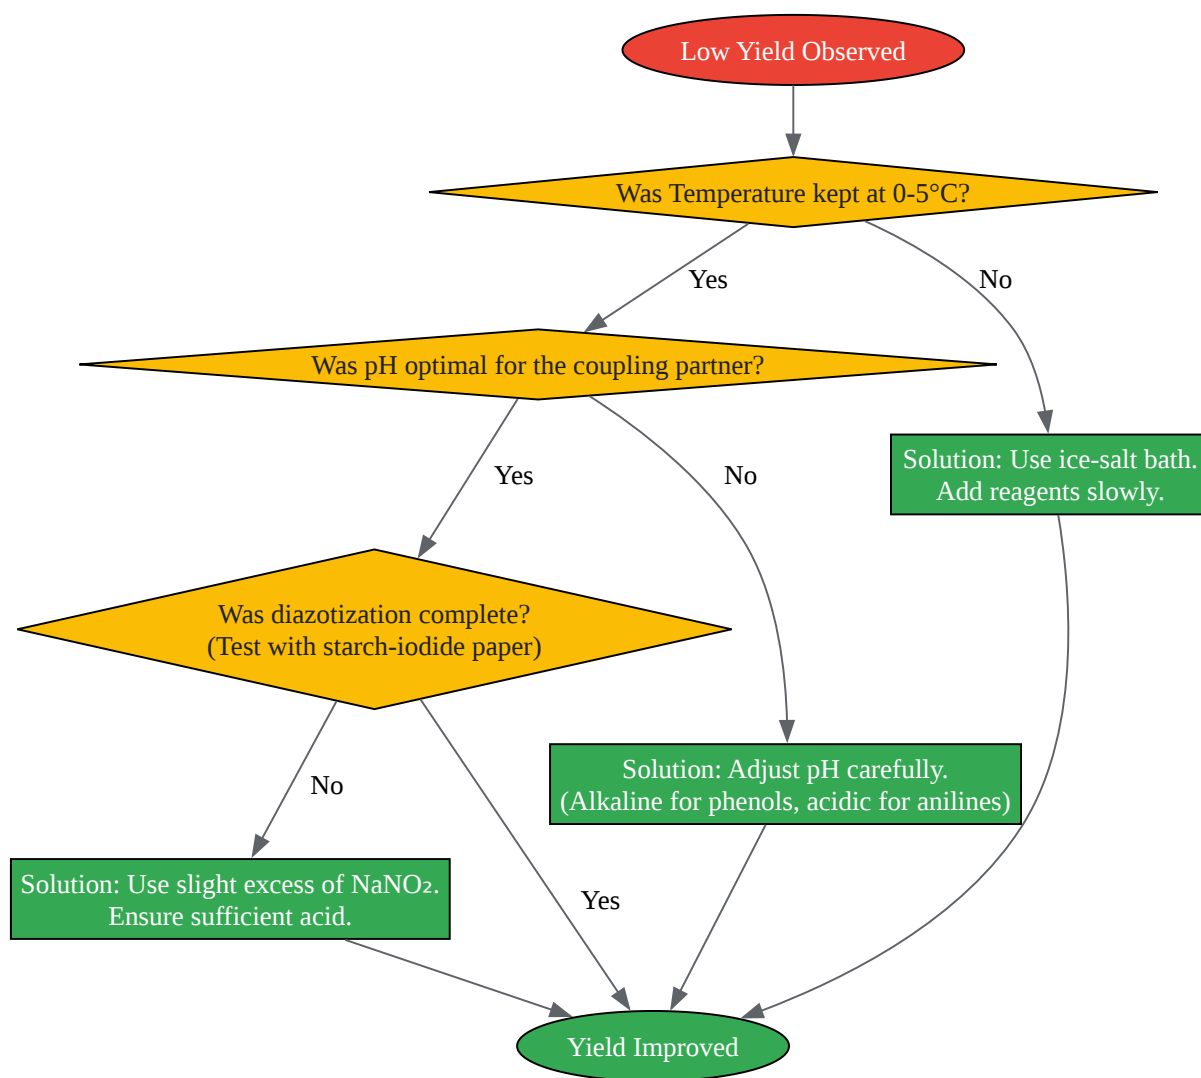 Low Yield Observed
Was Temperature kept at 0-5°C?
Yes
No
Was pH optimal for the coupling partner?
Yes
No
Solution: Use ice-salt bath.
Add reagents slowly.
Was diazotization complete?
(Test with starch-iodide paper)
No
Yes
Solution: Adjust pH carefully.
(Alkaline for phenols, acidic for anilines)
Solution: Use slight excess of NaNO₂.
Ensure sufficient acid.
Yield Improved